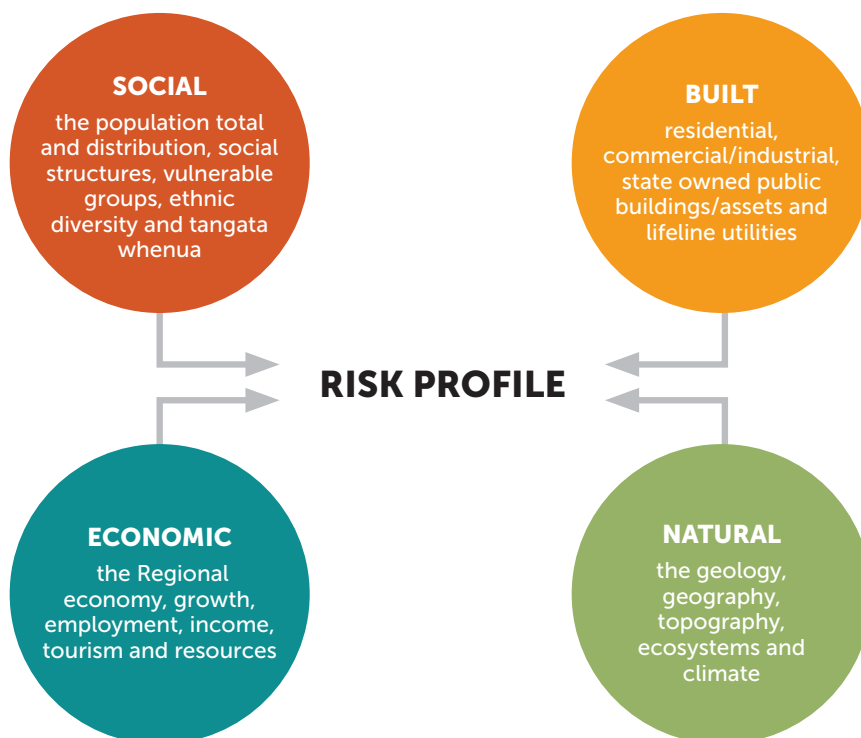 SOCIAL
the population total
and distribution, social
structures, vulnerable
groups, ethnic
diversity and tangata
whenua
BUILT
residential,
commercial/industrial,
state owned public
buildings/assets and
lifeline utilities
RISK PROFILE
ECONOMIC
the Regional
economy, growth,
employment, income,
tourism and resources
NATURAL
the geology,
geography,
topography,
ecosystems and
climate